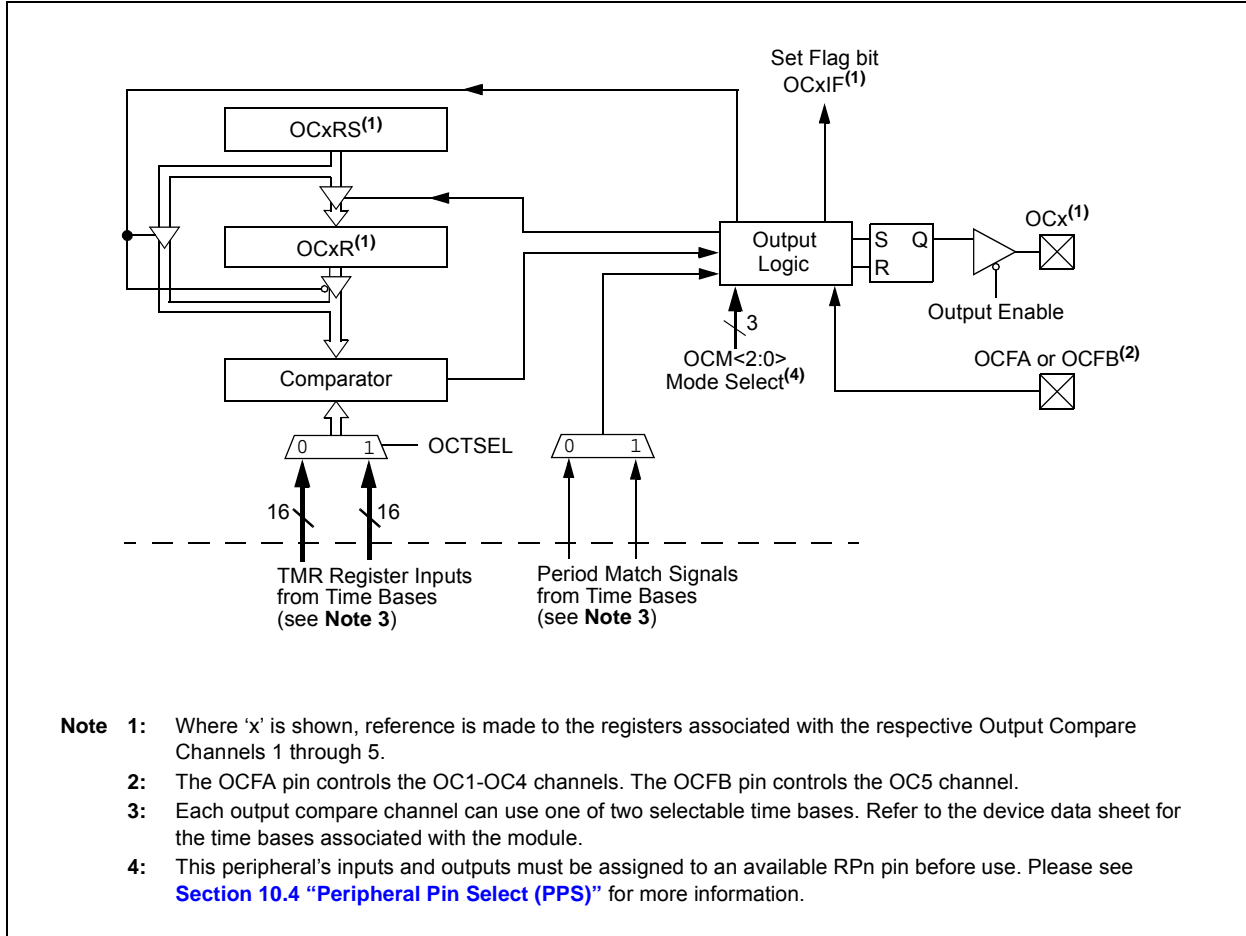 Set Flag bit
OCxIF(1)
OCxRS(1)
OCxR(1)
Output
Logic
S Q
R
OCx(1)
Output Enable
3
OCM<2:0>
Mode Select(4)
OCFA or OCFB(2)
Comparator
0 1
OCTSEL
0 1
16 16
TMR Register Inputs
from Time Bases
(see Note 3)
Period Match Signals
from Time Bases
(see Note 3)
Note 1: Where ‘x’ is shown, reference is made to the registers associated with the respective Output Compare
Channels 1 through 5.
2: The OCFA pin controls the OC1-OC4 channels. The OCFB pin controls the OC5 channel.
3: Each output compare channel can use one of two selectable time bases. Refer to the device data sheet for
the time bases associated with the module.
4: This peripheral’s inputs and outputs must be assigned to an available RPn pin before use. Please see
Section 10.4 “Peripheral Pin Select (PPS)” for more information.